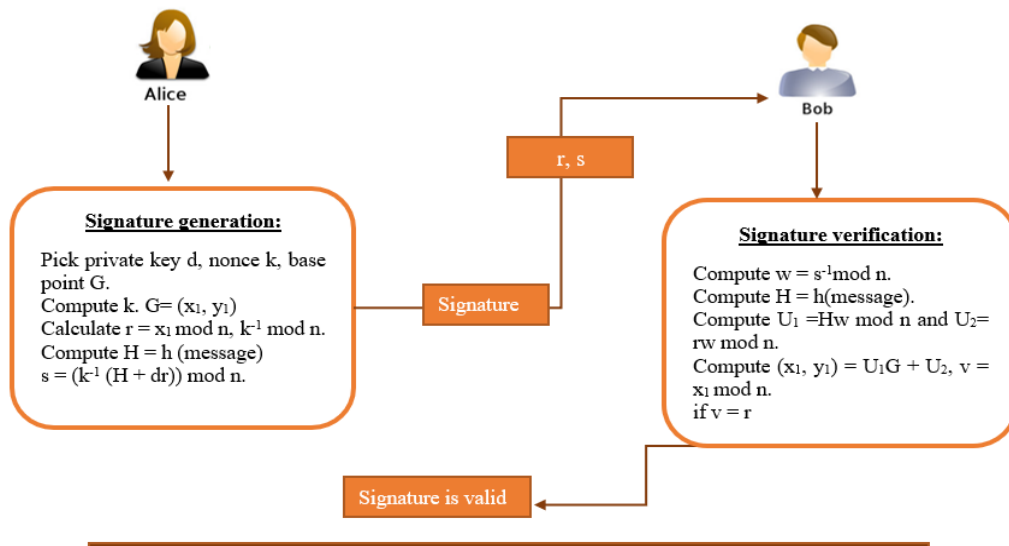 Alice
Bob
r, s
Signature generation:
Pick private key d, nonce k, base
point G.
Compute k. G= (x₁, y₁)
Calculate r = x₁ mod n, k⁻¹ mod n.
Compute H = h (message)
s = (k⁻¹ (H + dr)) mod n.
Signature
Signature verification:
Compute w = s⁻¹mod n.
Compute H = h(message).
Compute U₁ =Hw mod n and U₂=
rw mod n.
Compute (x₁, y₁) = U₁G + U₂, v =
x₁ mod n.
if v = r
Signature is valid